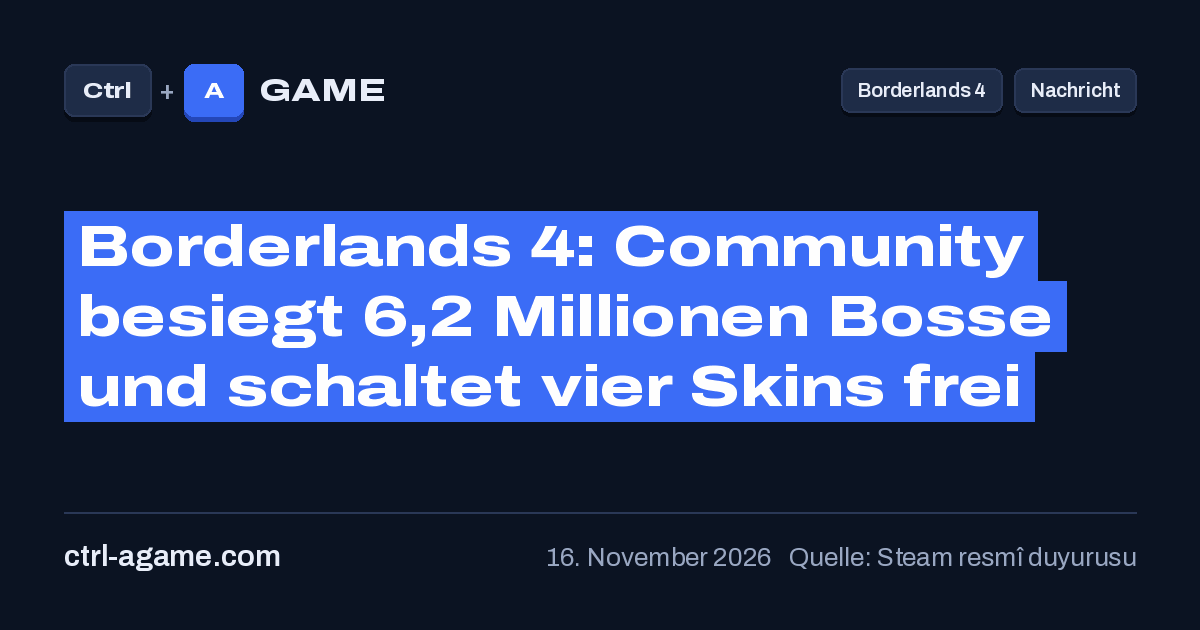 Ctrl + A GAME
Borderlands 4
Nachricht
Borderlands 4: Community
besiegt 6,2 Millionen Bosse
und schaltet vier Skins frei
ctrl-agame.com
16. November 2026 Quelle: Steam resmî duyurusu